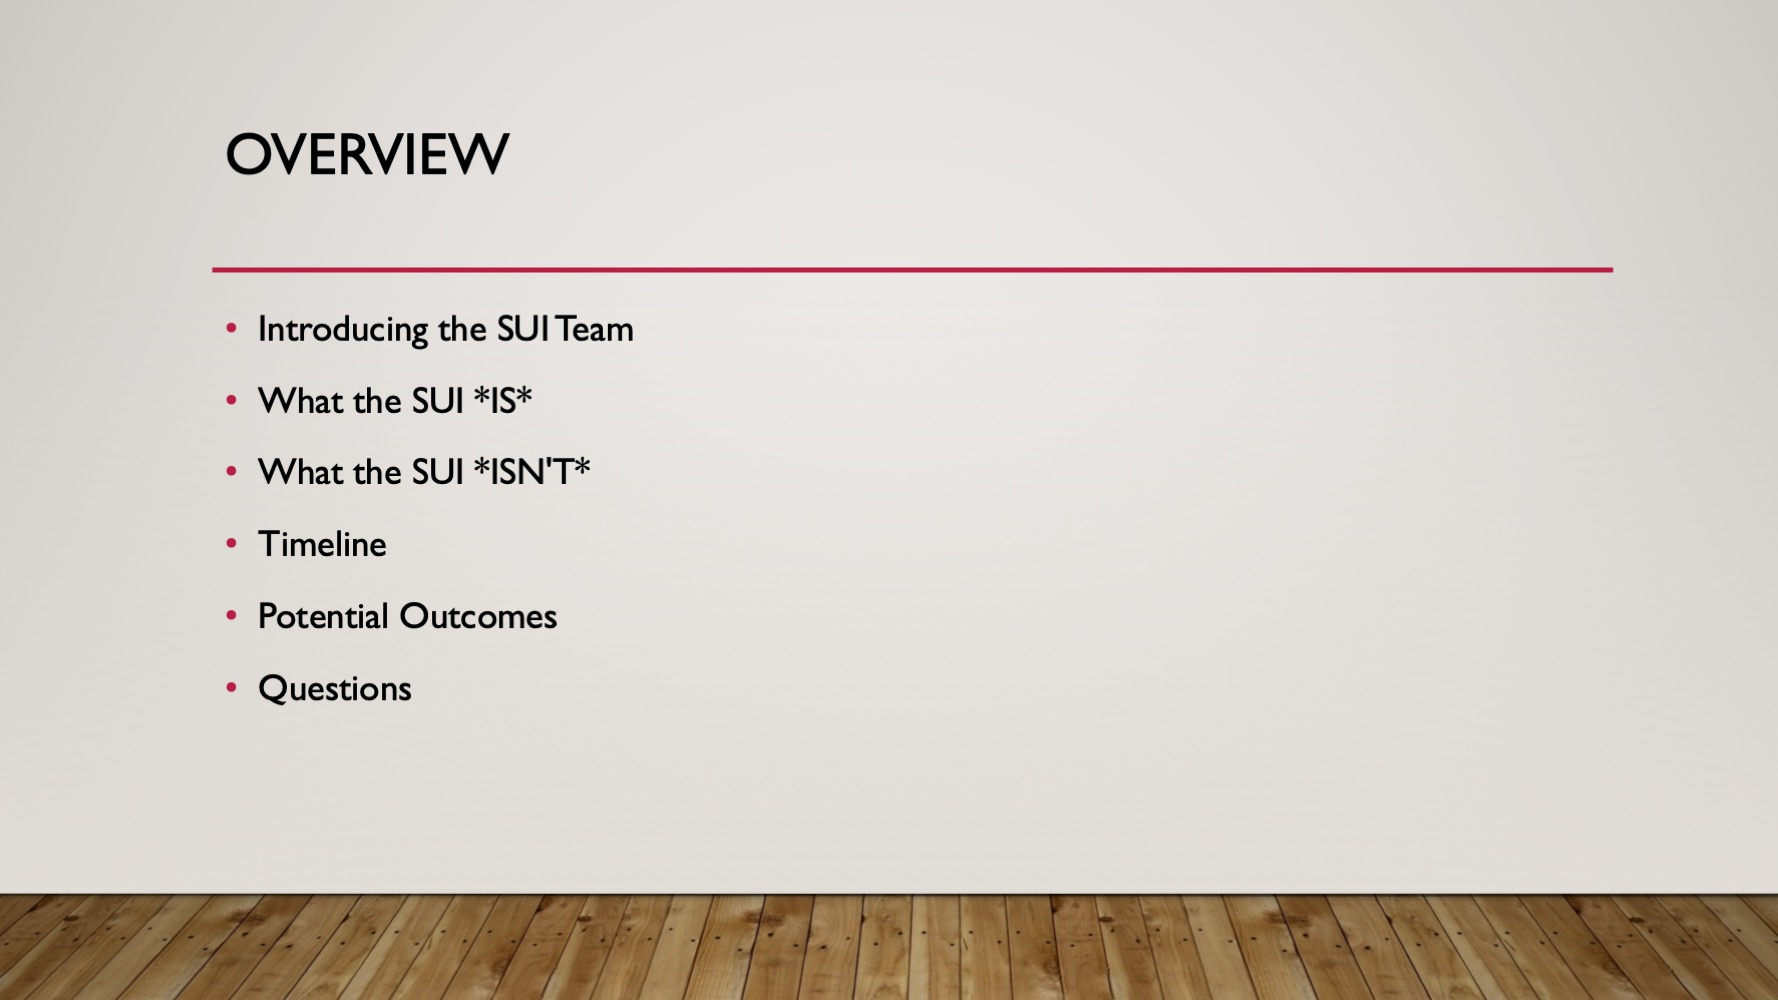 OVERVIEW
• Introducing the SUI Team
• What the SUI *IS*
• What the SUI *ISN'T*
• Timeline
• Potential Outcomes
• Questions